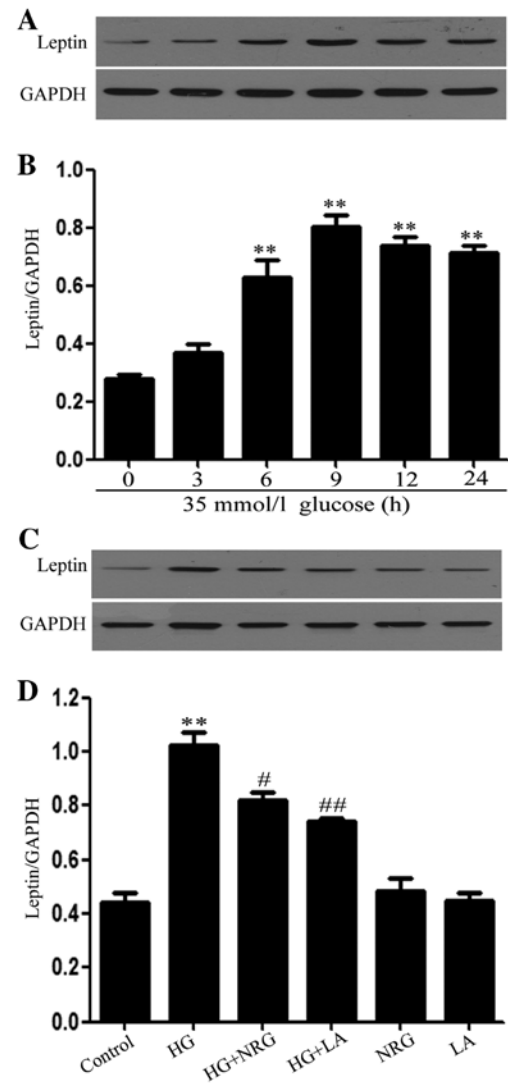 A
Leptin
GAPDH
B
Leptin/GAPDH
1.0
0.8
0.6
0.4
0.2
0.0
** ** ** **
0 3 6 9 12 24
35 mmol/l glucose (h)
C
Leptin
GAPDH
D
Leptin/GAPDH
1.2
1.0
0.8
0.6
0.4
0.2
0.0
** # ##
Control HG HG+NRG HG+LA NRG LA